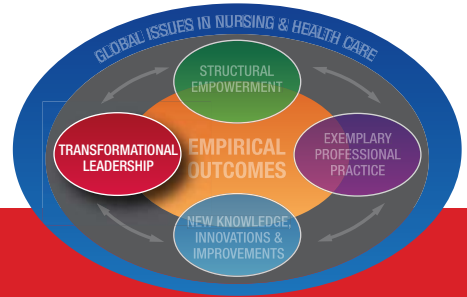 GLOBAL ISSUES IN NURSING & HEALTH CARE
STRUCTURAL
EMPOWERMENT
TRANSFORMATIONAL
LEADERSHIP
EMPIRICAL
OUTCOMES
EXEMPLARY
PROFESSIONAL
PRACTICE
NEW KNOWLEDGE,
INNOVATIONS &
IMPROVEMENTS